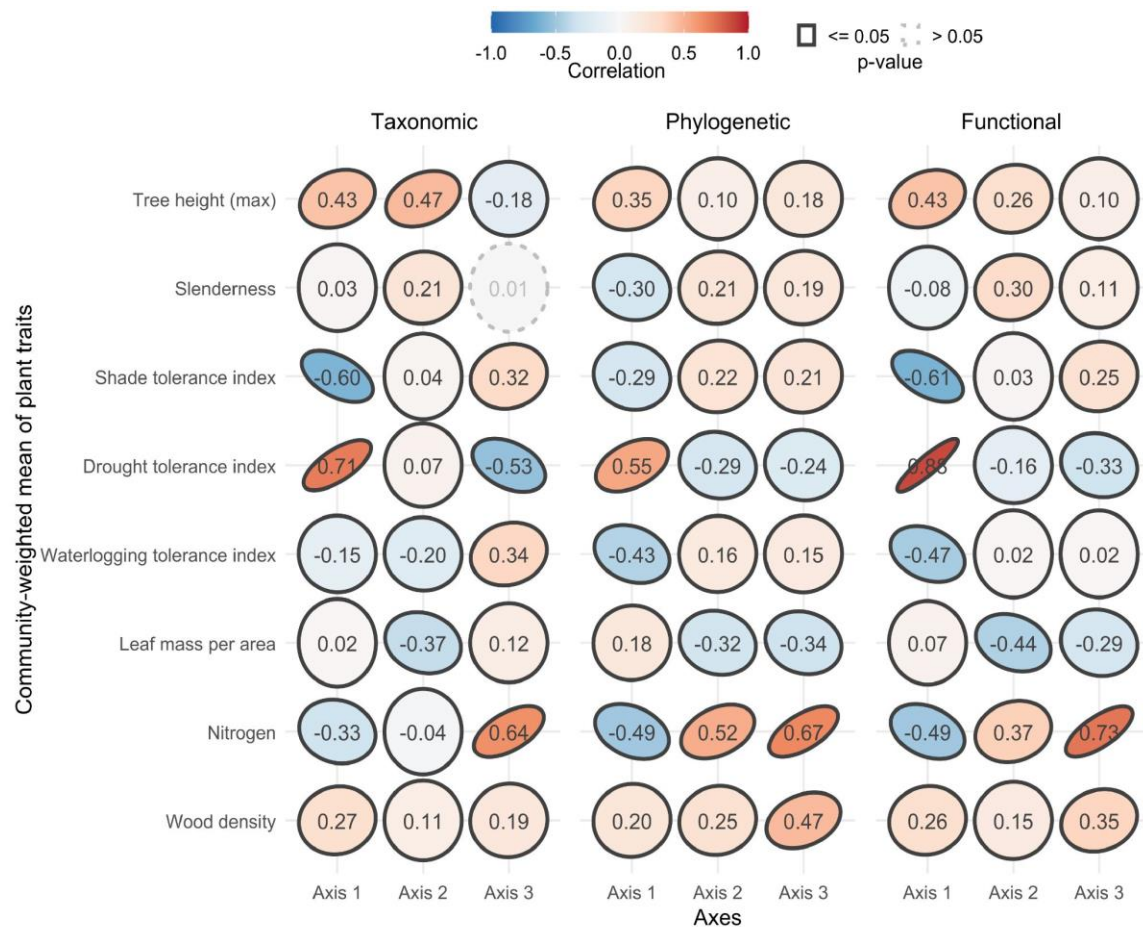 -1.0 -0.5 0.0 0.5 1.0
Correlation
<= 0.05 > 0.05
p-value
Taxonomic Phylogenetic Functional
Community-weighted mean of plant traits
Tree height (max) 0.43 0.47 -0.18 0.35 0.10 0.18 0.43 0.26 0.10
Slenderness 0.03 0.21 0.01 -0.30 0.21 0.19 -0.08 0.30 0.11
Shade tolerance index -0.60 0.04 0.32 -0.29 0.22 0.21 -0.61 0.03 0.25
Drought tolerance index 0.71 0.07 -0.53 0.55 -0.29 -0.24 0.88 -0.16 -0.33
Waterlogging tolerance index -0.15 -0.20 0.34 -0.43 0.16 0.15 -0.47 0.02 0.02
Leaf mass per area 0.02 -0.37 0.12 0.18 -0.32 -0.34 0.07 -0.44 -0.29
Nitrogen -0.33 -0.04 0.64 -0.49 0.52 0.67 -0.49 0.37 0.73
Wood density 0.27 0.11 0.19 0.20 0.25 0.47 0.26 0.15 0.35
Axis 1 Axis 2 Axis 3 Axis 1 Axis 2 Axis 3 Axis 1 Axis 2 Axis 3
Axes